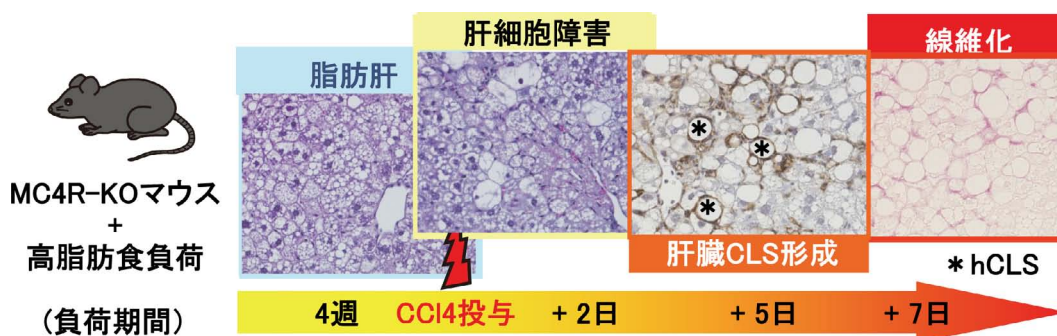 脂肪肝
肝細胞障害
線維化
MC4R-KOマウス
+
高脂肪食負荷
(負荷期間)
*
*
*
肝臓CLS形成
*hCLS
4週
CCl4投与
+ 2日
+ 5日
+ 7日